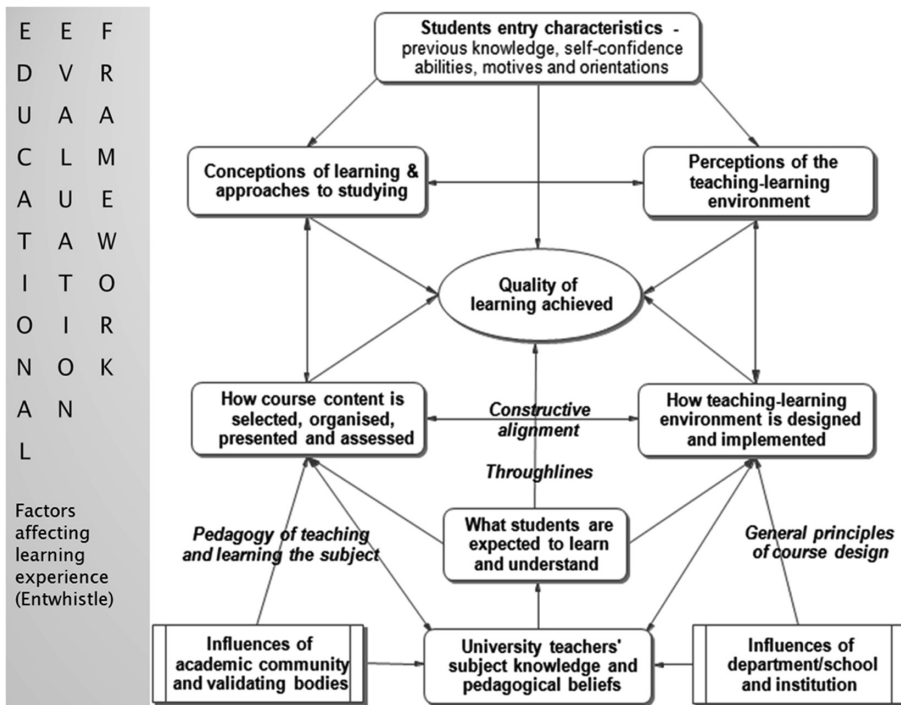 EDUCATIONAL
EVALUATION
FRAMEWORK
Factors
affecting
learning
experience
(Entwhistle)
Students entry characteristics -
previous knowledge, self-confidence
abilities, motives and orientations
Conceptions of learning &
approaches to studying
Perceptions of the
teaching-learning
environment
Quality of
learning achieved
How course content is
selected, organised,
presented and assessed
Constructive
alignment
How teaching-learning
environment is designed
and implemented
Throughlines
Pedagogy of teaching
and learning the subject
What students are
expected to learn
and understand
General principles
of course design
Influences of
academic community
and validating bodies
University teachers'
subject knowledge and
pedagogical beliefs
Influences of
department/school
and institution